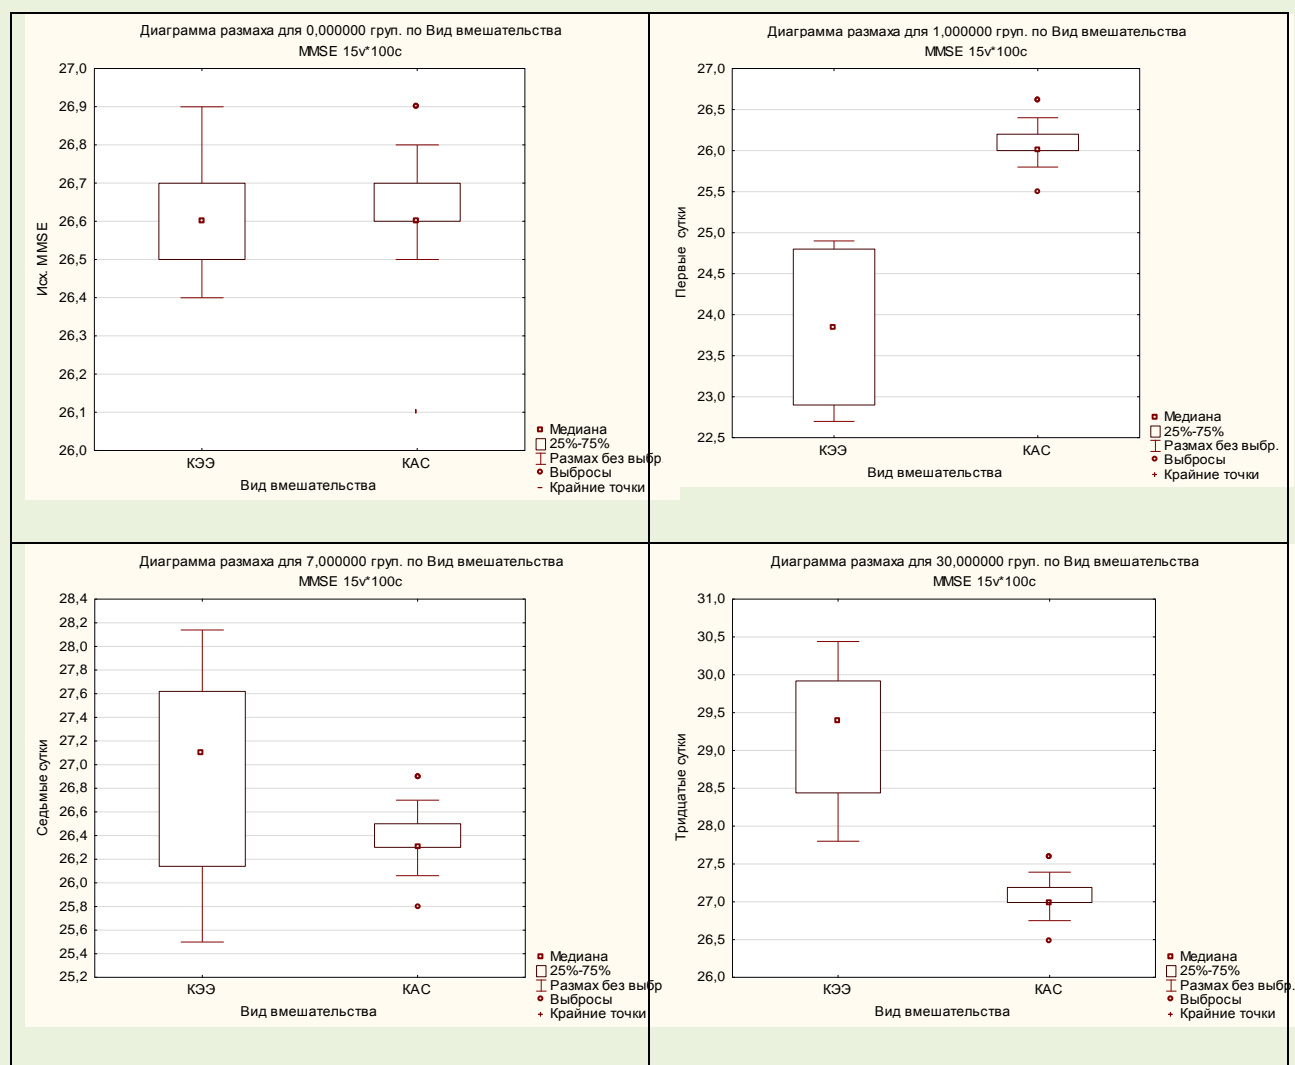 Диаграмма размаха для 0,000000 груп. по Вид вмешательства
MMSE 15v*100c
27,0
26,9
26,8
26,7
26,6
26,5
26,4
26,3
26,2
26,1
26,0
Исх. MMSE
КЭЭ
КАС
Вид вмешательства
Медиана
25%-75%
Размах без выбр
Выбросы
Крайние точки
Диаграмма размаха для 1,000000 груп. по Вид вмешательства
MMSE 15v*100c
27,0
26,5
26,0
25,5
25,0
24,5
24,0
23,5
23,0
22,5
Первые сутки
КЭЭ
КАС
Вид вмешательства
Медиана
25%-75%
Размах без выбр.
Выбросы
Крайние точки
Диаграмма размаха для 7,000000 груп. по Вид вмешательства
MMSE 15v*100c
28,4
28,2
28,0
27,8
27,6
27,4
27,2
27,0
26,8
26,6
26,4
26,2
26,0
25,8
25,6
25,4
25,2
Седьмые сутки
КЭЭ
КАС
Вид вмешательства
Медиана
25%-75%
Размах без выбр
Выбросы
Крайние точки
Диаграмма размаха для 30,000000 груп. по Вид вмешательства
MMSE 15v*100c
31,0
30,5
30,0
29,5
29,0
28,5
28,0
27,5
27,0
26,5
26,0
Тридцатые сутки
КЭЭ
КАС
Вид вмешательства
Медиана
25%-75%
Размах без выбр.
Выбросы
Крайние точки